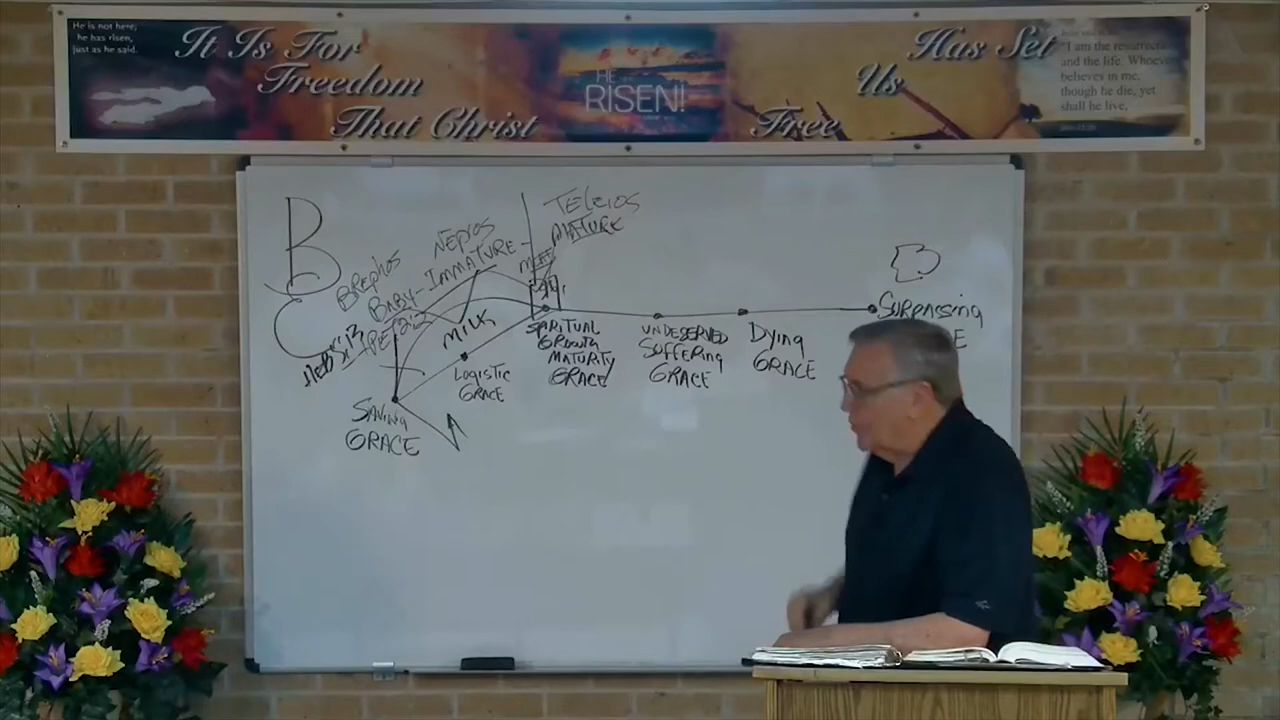 He is not here;
he has risen,
just as he said.
It Is For
Freedom
That Christ
HE
RISEN!
Has Set
Us
Free
"I am the resurrect
and the life. Whoev
believes in me,
though he die, yet
shall he live.
B
C
BREPHOS
BABY-
NEPIOS
IMMATURE
TELEIOS
MATURE
MILK
SAVING
GRACE
LOGISTIC
GRACE
SPIRITUAL
GROWTH
MATURITY
GRACE
UNDESERVED
SUFFERING
GRACE
DYING
GRACE
SURPASSING
E